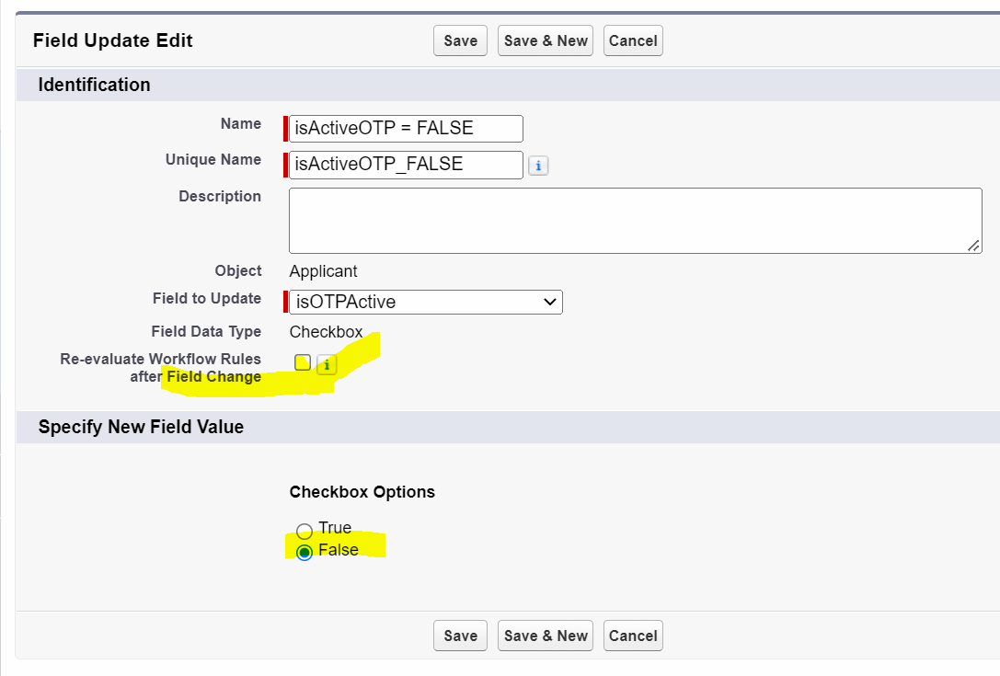 Field Update Edit Save Save & New Cancel
Identification
Name isActiveOTP = FALSE
Unique Name isActiveOTP_FALSE i
Description
Object Applicant
Field to Update isOTPActive
Field Data Type Checkbox
Re-evaluate Workflow Rules i
after Field Change
Specify New Field Value
Checkbox Options
True
False
Save Save & New Cancel